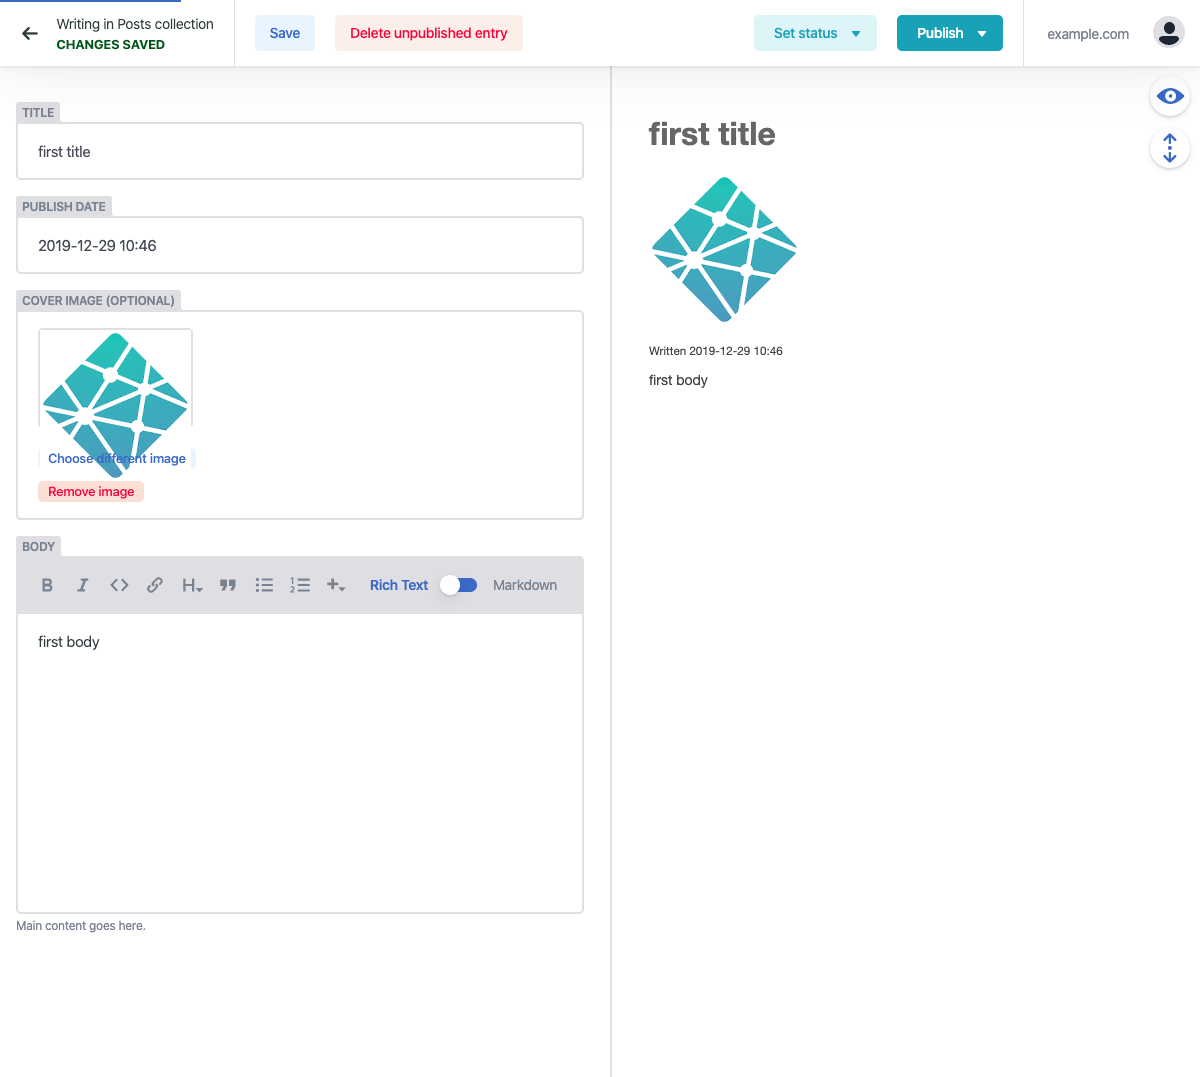 Writing in Posts collection
CHANGES SAVED
Save
Delete unpublished entry
Set status
Publish
example.com
TITLE
first title
PUBLISH DATE
2019-12-29 10:46
COVER IMAGE (OPTIONAL)
Choose different image
Remove image
BODY
Rich Text
Markdown
first body
Main content goes here.
first title
Written 2019-12-29 10:46
first body